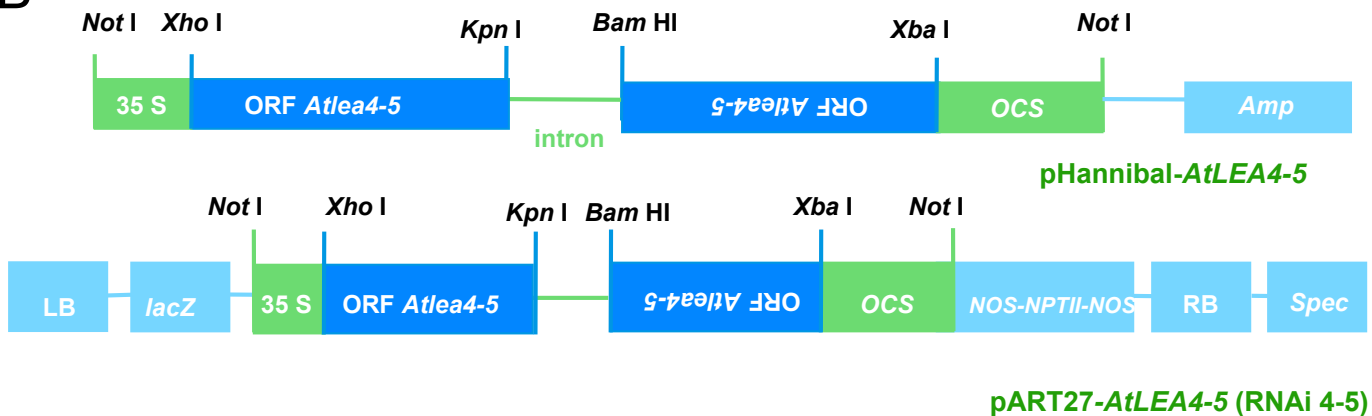 B
Not I Xho I Kpn I Bam HI Xba I Not I
35 S ORF Atlea4-5 ORF Atlea4-5 OCS Amp
intron
pHannibal-AtLEA4-5
Not I Xho I Kpn I Bam HI Xba I Not I
LB lacZ 35 S ORF Atlea4-5 ORF Atlea4-5 OCS NOS-NPTII-NOS RB Spec
pART27-AtLEA4-5 (RNAi 4-5)